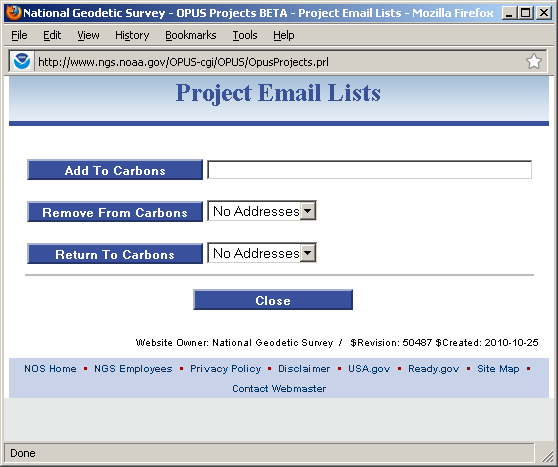 National Geodetic Survey - OPUS Projects BETA - Project Email Lists - Mozilla Firefox
File Edit View History Bookmarks Tools Help
http://www.ngs.noaa.gov/OPUS-cgi/OPUS/OpusProjects.prl
Project Email Lists
Add To Carbons
Remove From Carbons No Addresses
Return To Carbons No Addresses
Close
Website Owner: National Geodetic Survey / $Revision: 50487 $Created: 2010-10-25
NOS Home • NGS Employees • Privacy Policy • Disclaimer • USA.gov • Ready.gov • Site Map •
Contact Webmaster
Done